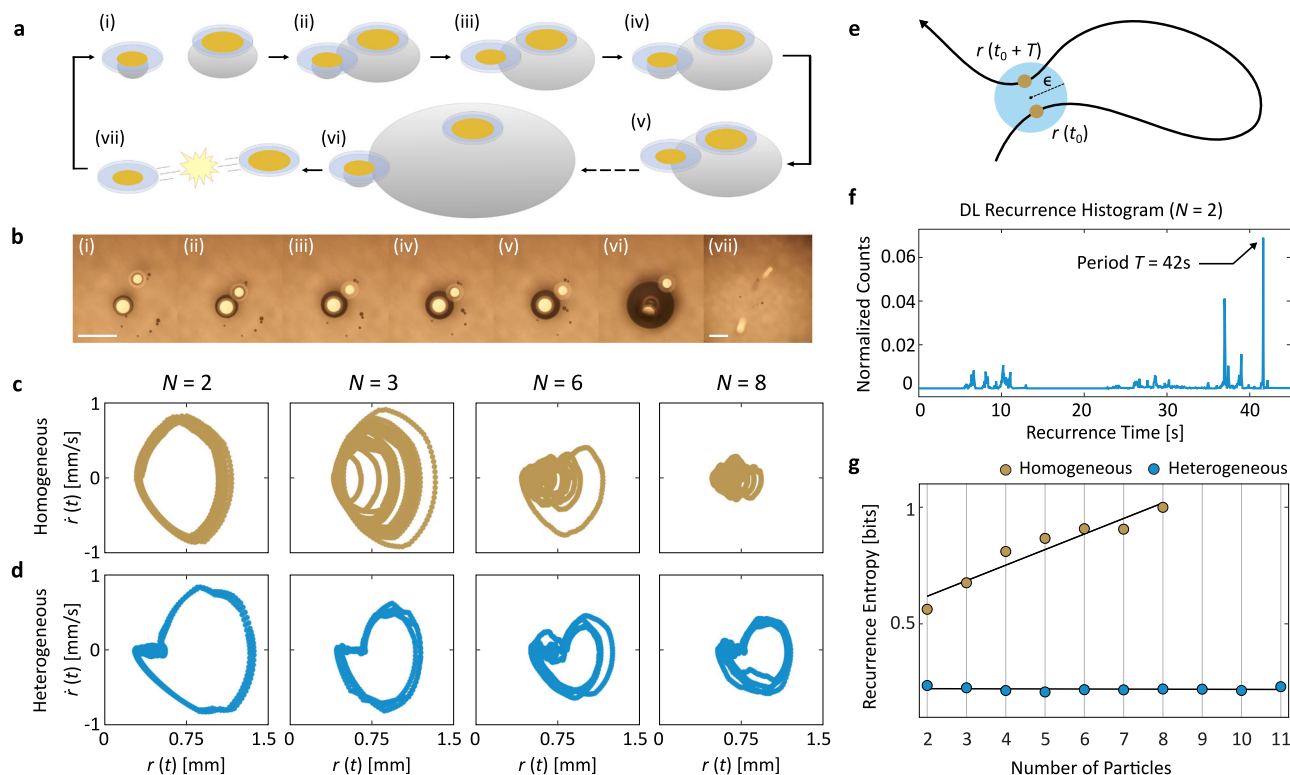 a
(i)
(ii)
(iii)
(iv)
(v)
(vi)
(vii)
b
(i)
(ii)
(iii)
(iv)
(v)
(vi)
(vii)
c
N = 2
N = 3
N = 6
N = 8
Homogeneous
ṙ (t) [mm/s]
1
0
-1
d
Heterogeneous
ṙ (t) [mm/s]
1
0
-1
0 0.75 1.5
0 0.75 1.5
0 0.75 1.5
0 0.75 1.5
r (t) [mm]
r (t) [mm]
r (t) [mm]
r (t) [mm]
e
r (t₀ + T)
ϵ
r (t₀)
f
DL Recurrence Histogram (N = 2)
Period T = 42s
Normalized Counts
0.06
0.04
0.02
0
0 10 20 30 40
Recurrence Time [s]
g
Homogeneous Heterogeneous
Recurrrence Entropy [bits]
1
0.5
2 3 4 5 6 7 8 9 10 11
Number of Particles